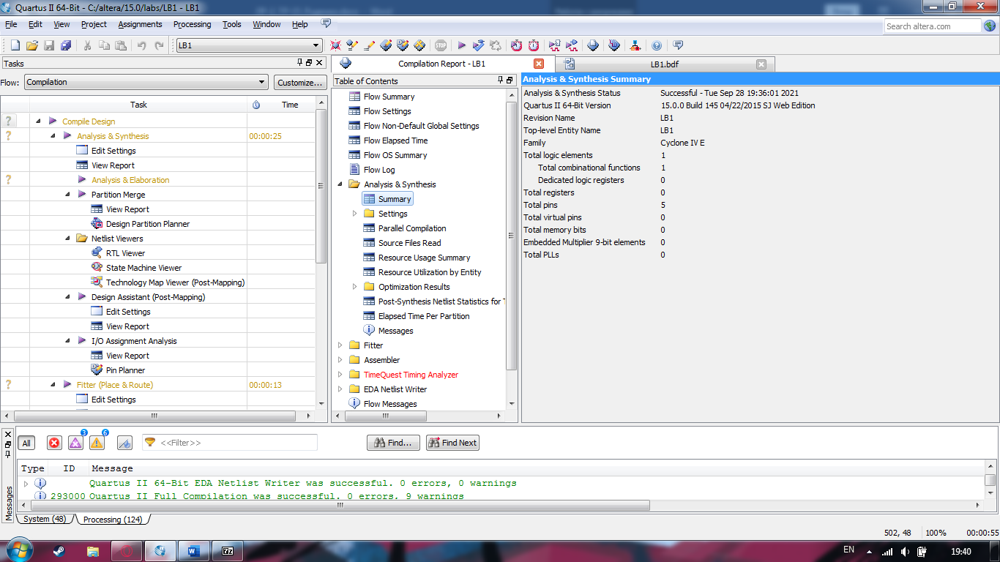 Quartus II 64-Bit - C:/altera/15.0/labs/LB1 - LB1
File Edit View Project Assignments Processing Tools Window Help
Search altera.com
LB1
STOP
Tasks
Flow: Compilation Customize...
Task Time
Compile Design
Analysis & Synthesis 00:00:25
Edit Settings
View Report
Analysis & Elaboration
Partition Merge
View Report
Design Partition Planner
Netlist Viewers
RTL Viewer
State Machine Viewer
Technology Map Viewer (Post-Mapping)
Design Assistant (Post-Mapping)
Edit Settings
View Report
I/O Assignment Analysis
View Report
Pin Planner
Fitter (Place & Route) 00:00:13
Edit Settings
Compilation Report - LB1
LB1.bdf
Table of Contents
Flow Summary
Flow Settings
Flow Non-Default Global Settings
Flow Elapsed Time
Flow OS Summary
Flow Log
Analysis & Synthesis
Summary
Settings
Parallel Compilation
Source Files Read
Resource Usage Summary
Resource Utilization by Entity
Optimization Results
Post-Synthesis Netlist Statistics for
Elapsed Time Per Partition
Messages
Fitter
Assembler
TimeQuest Timing Analyzer
EDA Netlist Writer
Flow Messages
Analysis & Synthesis Summary
Analysis & Synthesis Status Successful - Tue Sep 28 19:36:01 2021
Quartus II 64-Bit Version 15.0.0 Build 145 04/22/2015 SJ Web Edition
Revision Name LB1
Top-level Entity Name LB1
Family Cyclone IV E
Total logic elements 1
Total combinational functions 1
Dedicated logic registers 0
Total registers 0
Total pins 5
Total virtual pins 0
Total memory bits 0
Embedded Multiplier 9-bit elements 0
Total PLLs 0
All 3 6 <<Filter>> Find... Find Next
Type ID Message
Quartus II 64-Bit EDA Netlist Writer was successful. 0 errors, 0 warnings
293000 Quartus II Full Compilation was successful. 0 errors, 9 warnings
Messages
System (48) Processing (124)
502, 48 100% 00:00:55
EN 19:40